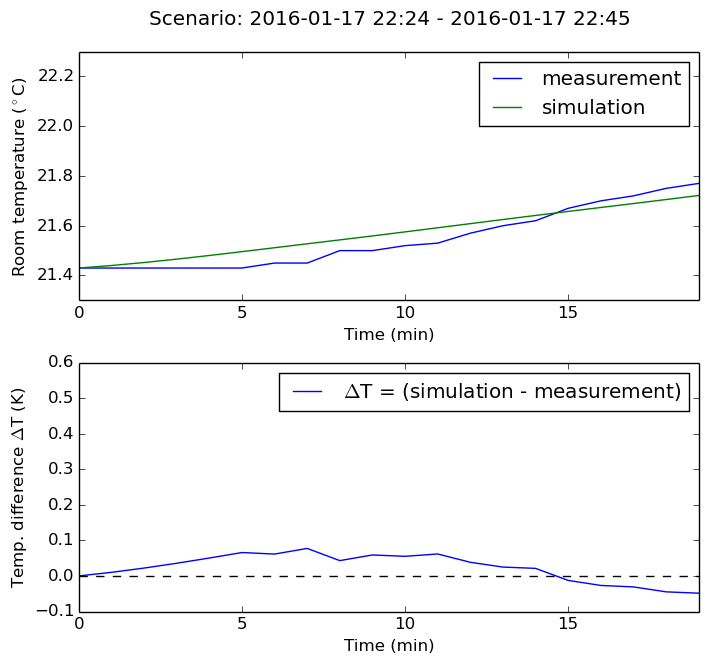 Scenario: 2016-01-17 22:24 - 2016-01-17 22:45
Room temperature (°C)
22.2
22.0
21.8
21.6
21.4
measurement
simulation
0 5 10 15
Time (min)
Temp. difference ΔT (K)
0.6
0.5
0.4
0.3
0.2
0.1
0.0
−0.1
ΔT = (simulation - measurement)
0 5 10 15
Time (min)